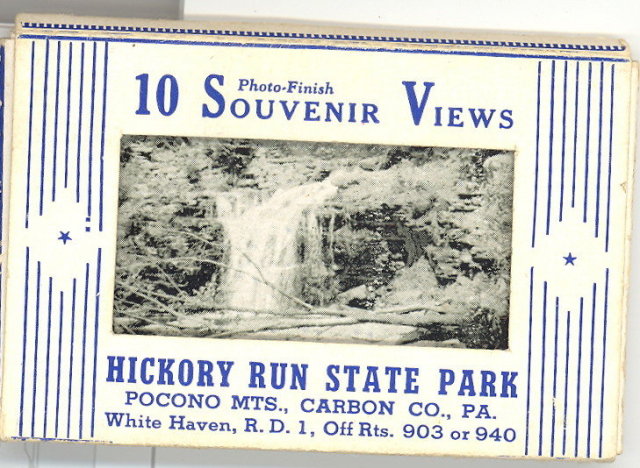 10 Photo-Finish Souvenir Views
HICKORY RUN STATE PARK
POCONO MTS., CARBON CO., PA.
White Haven, R. D. 1, Off Rts. 903 or 940